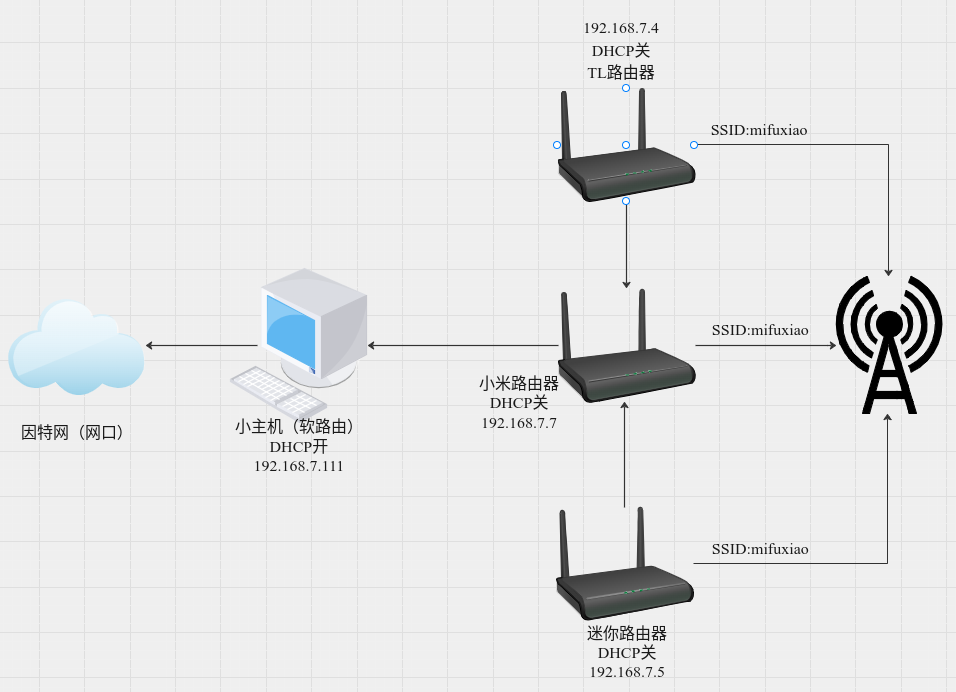 192.168.7.4
DHCP关
TL路由器
SSID:mifuxiao
SSID:mifuxiao
小米路由器
DHCP关
192.168.7.7
因特网（网口）
小主机（软路由）
DHCP开
192.168.7.111
SSID:mifuxiao
迷你路由器
DHCP关
192.168.7.5